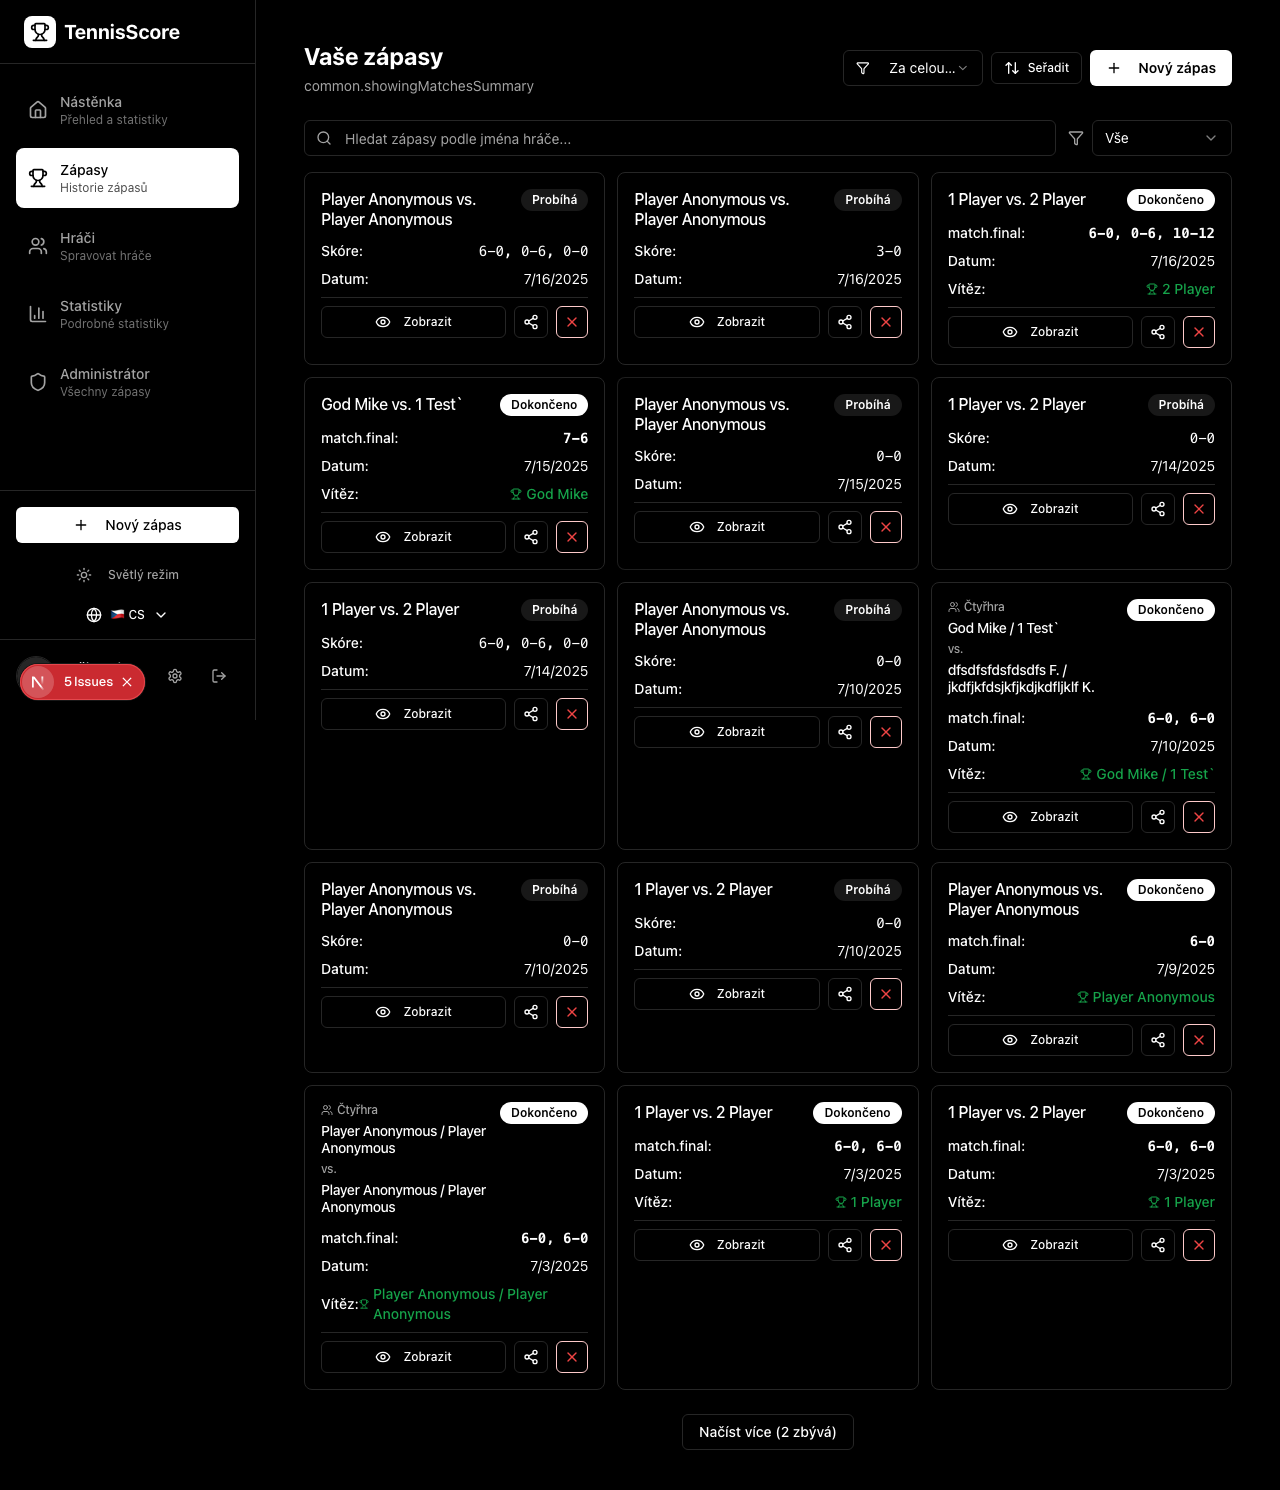 TennisScore
Nástěnka
Přehled a statistiky
Zápasy
Historie zápasů
Hráči
Spravovat hráče
Statistiky
Podrobné statistiky
Administrátor
Všechny zápasy
Nový zápas
Světlý režim
🇨🇿 CS
5 Issues
Vaše zápasy
common.showingMatchesSummary
Za celou...
Seřadit
Nový zápas
Hledat zápasy podle jména hráče...
Vše
Player Anonymous vs.
Player Anonymous
Probíhá
Skóre: 6-0, 0-6, 0-0
Datum: 7/16/2025
Zobrazit
Player Anonymous vs.
Player Anonymous
Probíhá
Skóre: 3-0
Datum: 7/16/2025
Zobrazit
1 Player vs. 2 Player
Dokončeno
match.final: 6-0, 0-6, 10-12
Datum: 7/16/2025
Vítěz: 2 Player
Zobrazit
God Mike vs. 1 Test`
Dokončeno
match.final: 7-6
Datum: 7/15/2025
Vítěz: God Mike
Zobrazit
Player Anonymous vs.
Player Anonymous
Probíhá
Skóre: 0-0
Datum: 7/15/2025
Zobrazit
1 Player vs. 2 Player
Probíhá
Skóre: 0-0
Datum: 7/14/2025
Zobrazit
1 Player vs. 2 Player
Probíhá
Skóre: 6-0, 0-6, 0-0
Datum: 7/14/2025
Zobrazit
Player Anonymous vs.
Player Anonymous
Probíhá
Skóre: 0-0
Datum: 7/10/2025
Zobrazit
Čtyřhra
Dokončeno
God Mike / 1 Test`
vs.
dfsdfsfdsfdsdfs F. /
jkdfjkfdsjkfjkdjkdfljklf K.
match.final: 6-0, 6-0
Datum: 7/10/2025
Vítěz: God Mike / 1 Test`
Zobrazit
Player Anonymous vs.
Player Anonymous
Probíhá
Skóre: 0-0
Datum: 7/10/2025
Zobrazit
1 Player vs. 2 Player
Probíhá
Skóre: 0-0
Datum: 7/10/2025
Zobrazit
Player Anonymous vs.
Player Anonymous
Dokončeno
match.final: 6-0
Datum: 7/9/2025
Vítěz: Player Anonymous
Zobrazit
Čtyřhra
Dokončeno
Player Anonymous / Player
Anonymous
vs.
Player Anonymous / Player
Anonymous
match.final: 6-0, 6-0
Datum: 7/3/2025
Vítěz: Player Anonymous / Player
Anonymous
Zobrazit
1 Player vs. 2 Player
Dokončeno
match.final: 6-0, 6-0
Datum: 7/3/2025
Vítěz: 1 Player
Zobrazit
1 Player vs. 2 Player
Dokončeno
match.final: 6-0, 6-0
Datum: 7/3/2025
Vítěz: 1 Player
Zobrazit
Načíst více (2 zbývá)